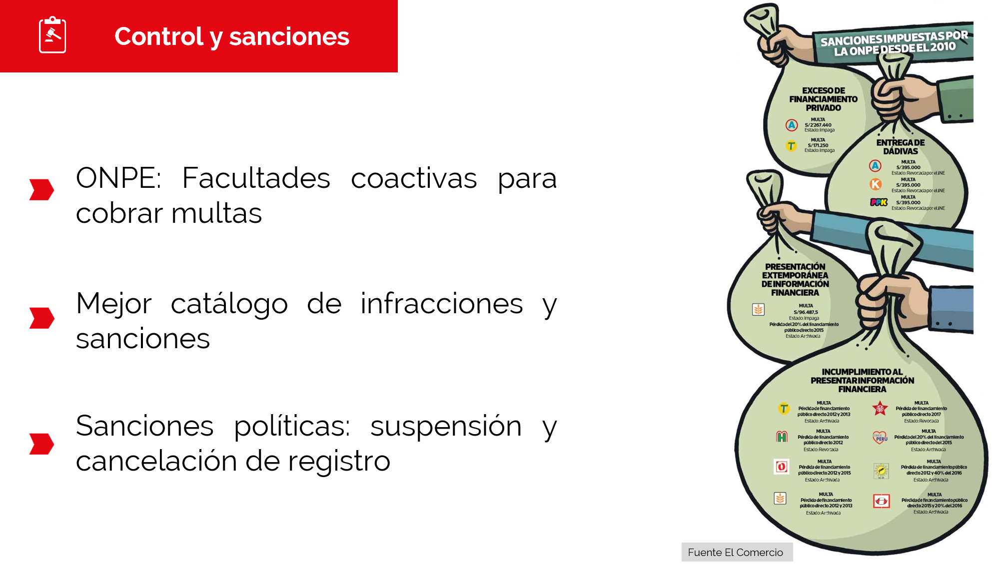 Control y sanciones
ONPE: Facultades coactivas para
cobrar multas
Mejor catálogo de infracciones y
sanciones
Sanciones políticas: suspensión y
cancelación de registro
SANCIONES IMPUESTAS POR
LA ONPE DESDE EL 2010
EXCESO DE
FINANCIAMIENTO
PRIVADO
A
MULTA
S/2'267.440
Estado: Impaga
T
MULTA
S/171.250
Estado: Impaga
ENTREGA DE
DÁDIVAS
A
MULTA
S/395.000
Estado: Revocada por el JNE
K
MULTA
S/395.000
Estado: Revocada por el JNE
PPK
MULTA
S/395.000
Estado: Revocada por el JNE
PRESENTACIÓN
EXTEMPORÁNEA
DE INFORMACIÓN
FINANCIERA
MULTA
S/96.487,5
Estado: Impaga
Pérdida del 20% del financiamiento
público directo 2015
Estado: Archivada
INCUMPLIMIENTO AL
PRESENTAR INFORMACIÓN
FINANCIERA
T
MULTA
Pérdida de financiamiento
público directo 2012 y 2013
Estado: Archivada
MULTA
Pérdida de financiamiento
público directo 2012
Estado: Revocada
MULTA
Pérdida de financiamiento
público directo 2012 y 2015
Estado: Archivada
MULTA
Pérdida de financiamiento
público directo 2012 y 2013
Estado: Archivada
MULTA
Pérdida de financiamiento
público directo 2017
Estado: Revocada
SOMOS
PERÚ
MULTA
Pérdida del 20% del financiamiento
público directo del 2015
Estado: Archivada
MULTA
Pérdida de financiamiento público
directo 2012 y 40% del 2016
Estado: Archivada
MULTA
Pérdida de financiamiento público
directo 2015 y 20% del 2016
Estado: Archivada
Fuente El Comercio